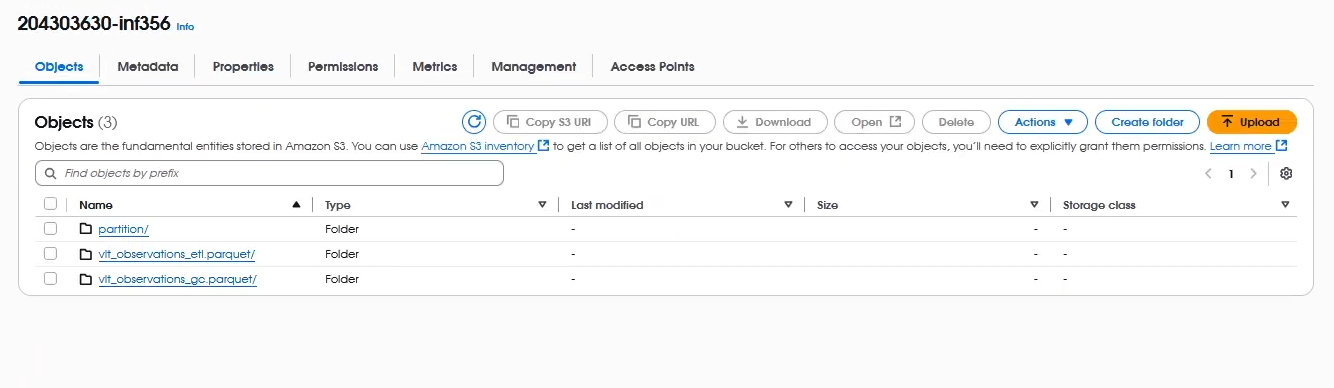 204303630-inf356 Info
Objects Metadata Properties Permissions Metrics Management Access Points
Objects (3) Copy S3 URI Copy URL Download Open Delete Actions Create folder Upload
Objects are the fundamental entities stored in Amazon S3. You can use Amazon S3 inventory to get a list of all objects in your bucket. For others to access your objects, you'll need to explicitly grant them permissions. Learn more
Find objects by prefix 1
Name Type Last modified Size Storage class
partition/ Folder - - -
vlt_observations_etl.parquet/ Folder - - -
vlt_observations_gc.parquet/ Folder - - -